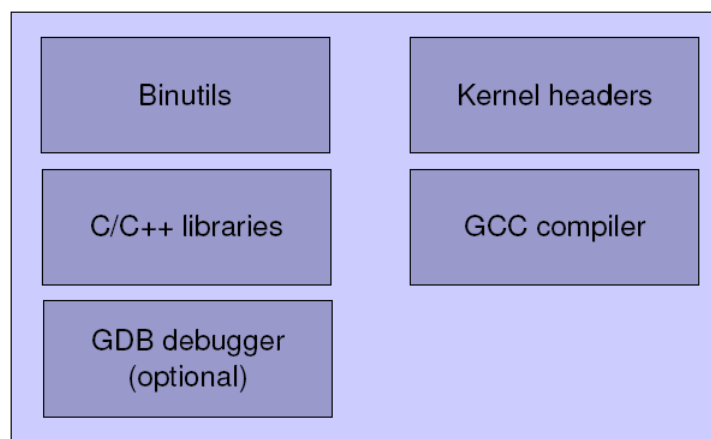 Binutils
Kernel headers
C/C++ libraries
GCC compiler
GDB debugger
(optional)